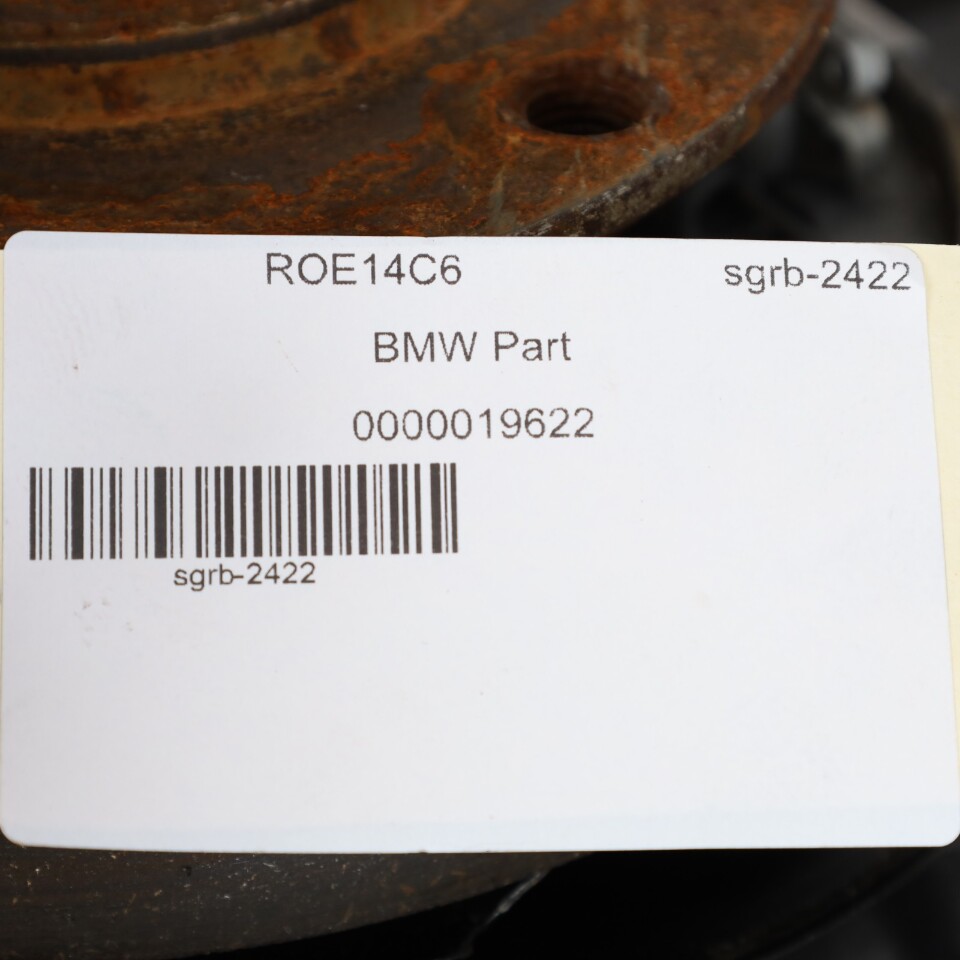 ROE14C6 sgrb-2422
BMW Part
0000019622
sgrb-2422